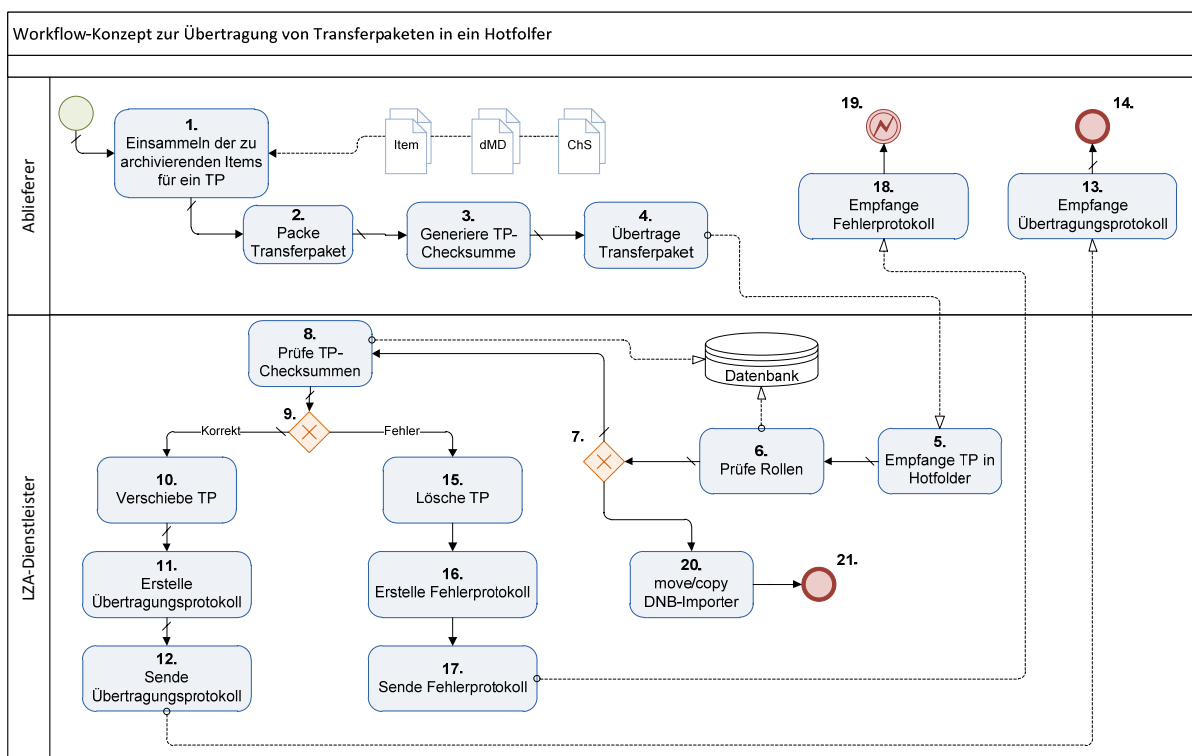 Workflow-Konzept zur Übertragung von Transferpaketen in ein Hotfolfer
Ablieferer
1.
Einsammeln der zu
archivierenden Items
für ein TP
Item
dMD
ChS
2.
Packe
Transferpaket
3.
Generiere TP-
Checksumme
4.
Übertrage
Transferpaket
19.
18.
Empfange
Fehlerprotokoll
14.
13.
Empfange
Übertragungsprotokoll
LZA-Dienstleister
8.
Prüfe TP-
Checksummen
Datenbank
9.
Korrekt
Fehler
7.
6.
Prüfe Rollen
5.
Empfange TP in
Hotfolder
10.
Verschiebe TP
15.
Lösche TP
11.
Erstelle
Übertragungsprotokoll
16.
Erstelle Fehlerprotokoll
20.
move/copy
DNB-Importer
21.
12.
Sende
Übertragungsprotokoll
17.
Sende Fehlerprotokoll